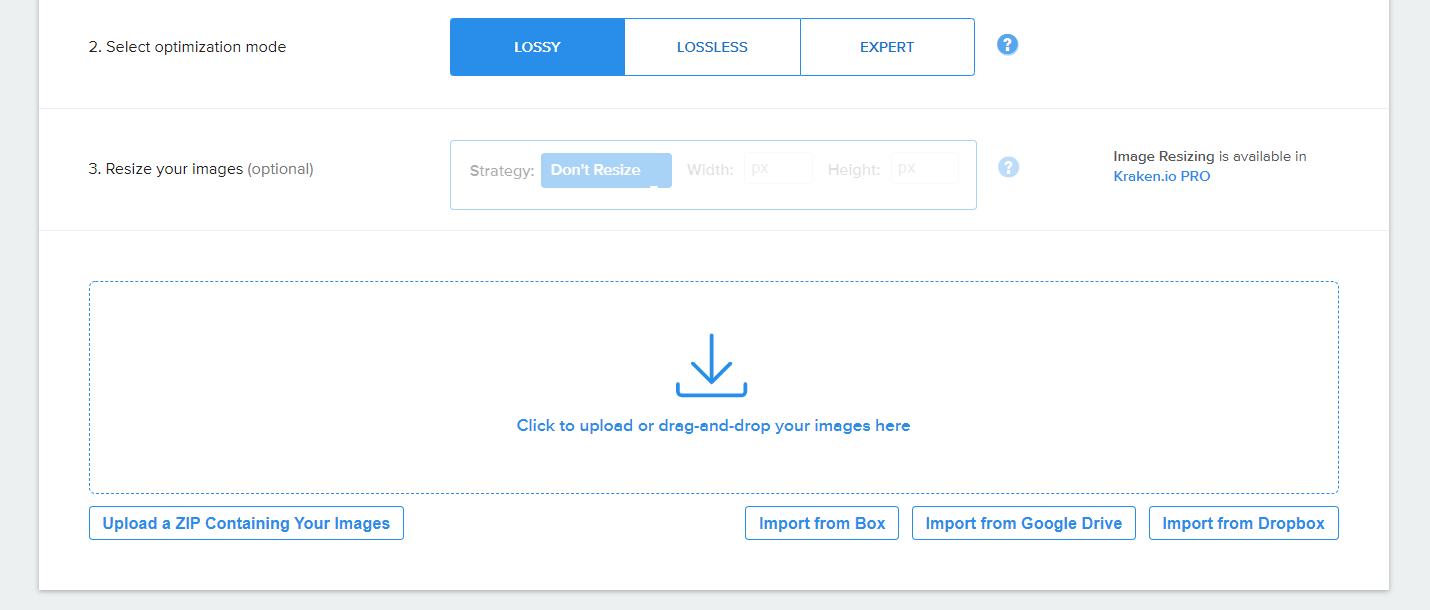 2. Select optimization mode
LOSSY
LOSSLESS
EXPERT
?
3. Resize your images (optional)
Strategy: Don't Resize Width: px Height: px
?
Image Resizing is available in
Kraken.io PRO
Click to upload or drag-and-drop your images here
Upload a ZIP Containing Your Images
Import from Box
Import from Google Drive
Import from Dropbox